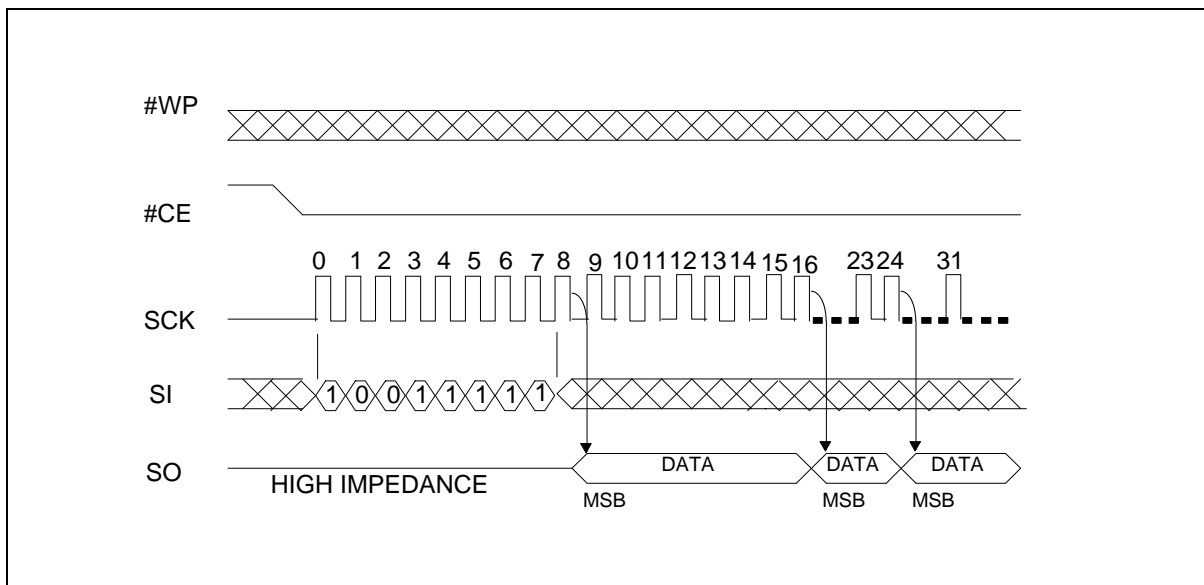 #WP
#CE
0 1 2 3 4 5 6 7 8 9 10 11 12 13 14 15 16 23 24 31
SCK
SI 1 0 0 1 1 1 1 1
SO DATA DATA DATA
HIGH IMPEDANCE
MSB MSB MSB